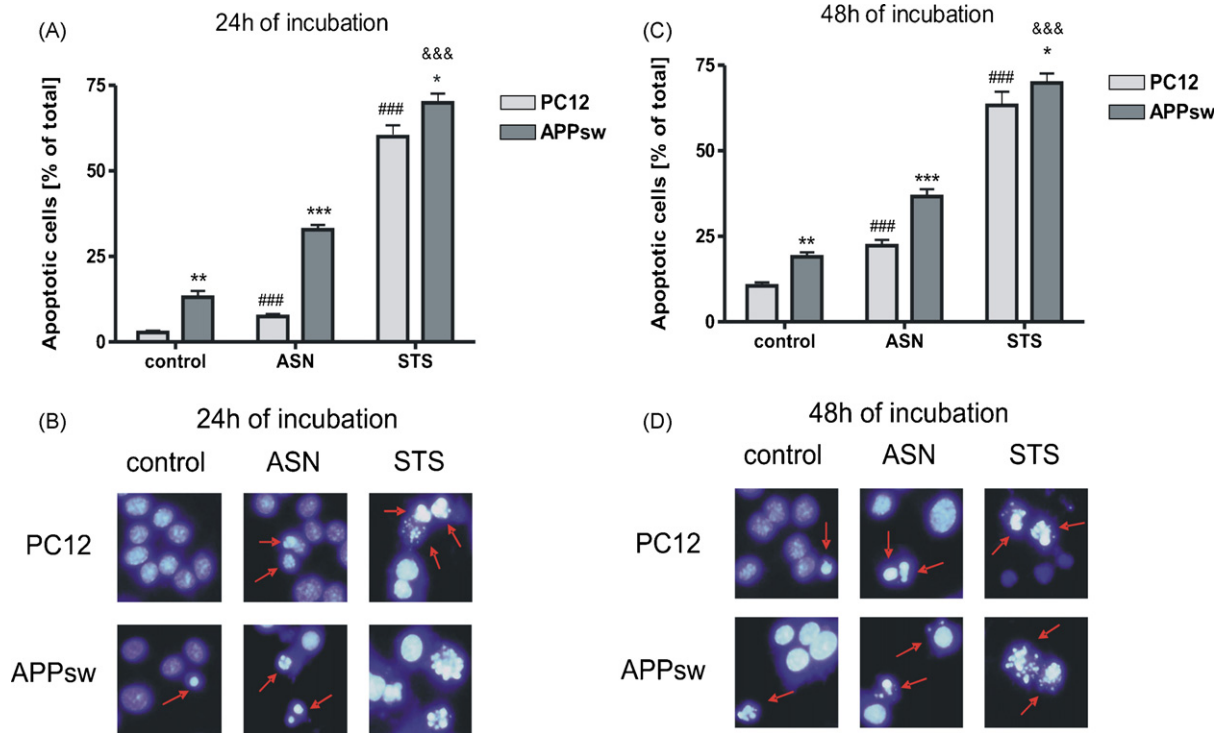 (A)
24h of incubation
Apoptotic cells [% of total]
75
50
25
0
###
&&&
*
***
**
###
control
ASN
STS
PC12
APPsw
(C)
48h of incubation
Apoptotic cells [% of total]
75
50
25
0
&&&
*
###
***
###
**
control
ASN
STS
PC12
APPsw
(B)
24h of incubation
control ASN STS
PC12
APPsw
(D)
48h of incubation
control ASN STS
PC12
APPsw